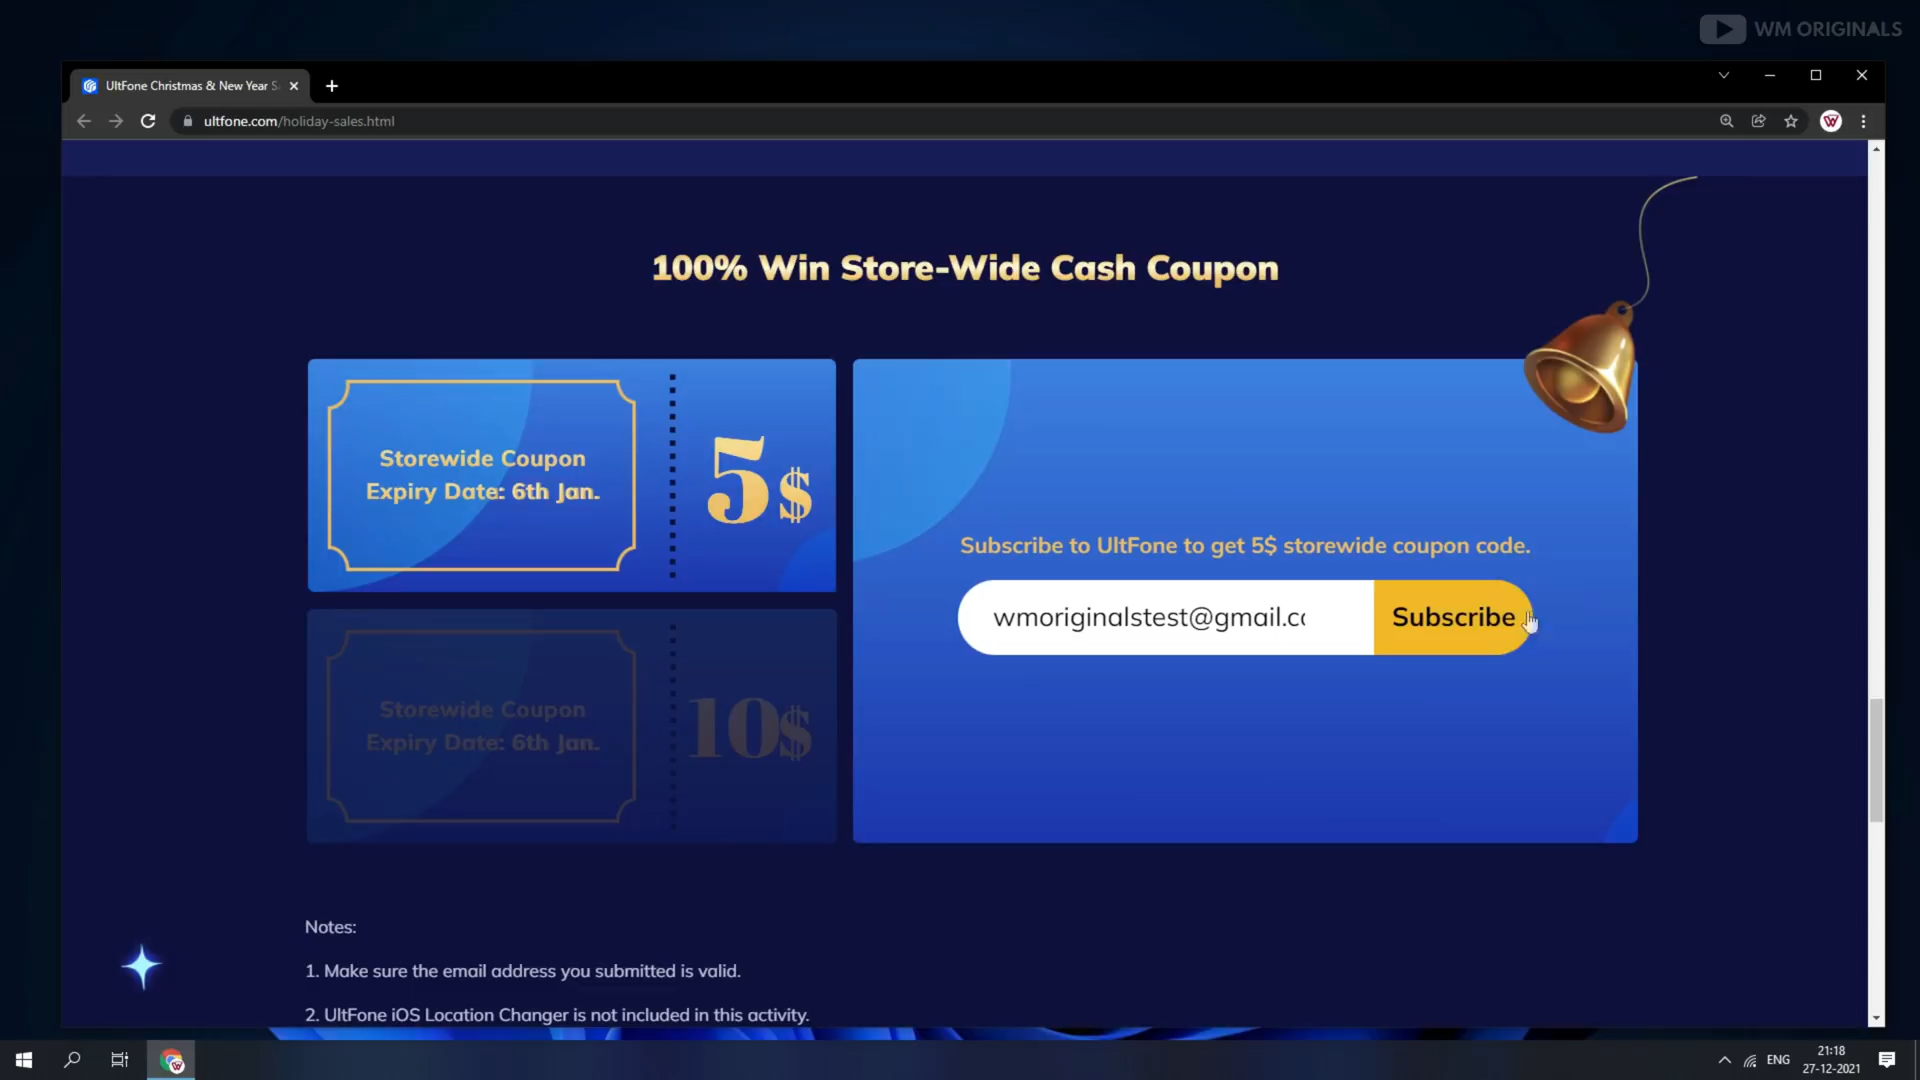 WM ORIGINALS
UltFone Christmas & New Year S
ultfone.com/holiday-sales.html
100% Win Store-Wide Cash Coupon
Storewide Coupon
Expiry Date: 6th Jan.
5$
Subscribe to UltFone to get 5$ storewide coupon code.
wmoriginalstest@gmail.co
Subscribe
Storewide Coupon
Expiry Date: 6th Jan.
10$
Notes:
1. Make sure the email address you submitted is valid.
2. UltFone iOS Location Changer is not included in this activity.
ENG
21:18
27-12-2021